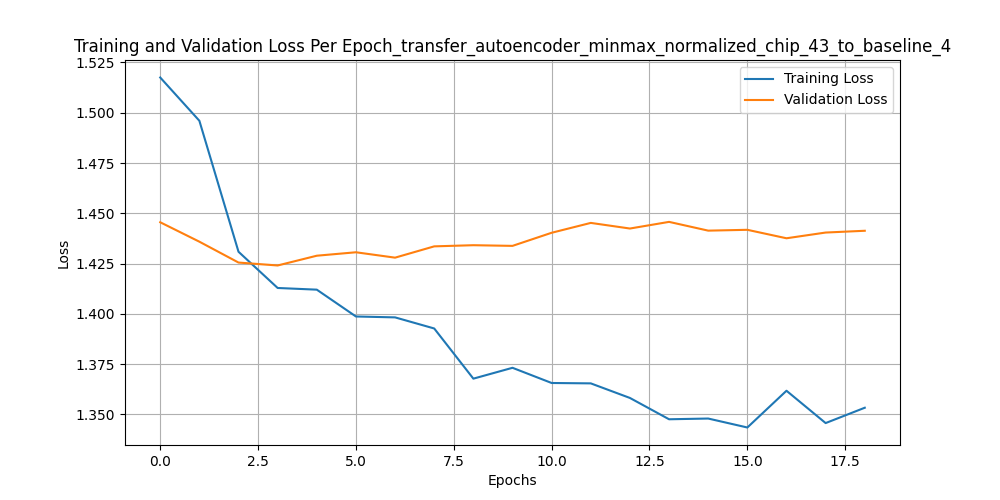 Training and Validation Loss Per Epoch_transfer_autoencoder_minmax_normalized_chip_43_to_baseline_4
1.525
1.500
1.475
1.450
1.425
1.400
1.375
1.350
Loss
Training Loss
Validation Loss
0.0 2.5 5.0 7.5 10.0 12.5 15.0 17.5
Epochs